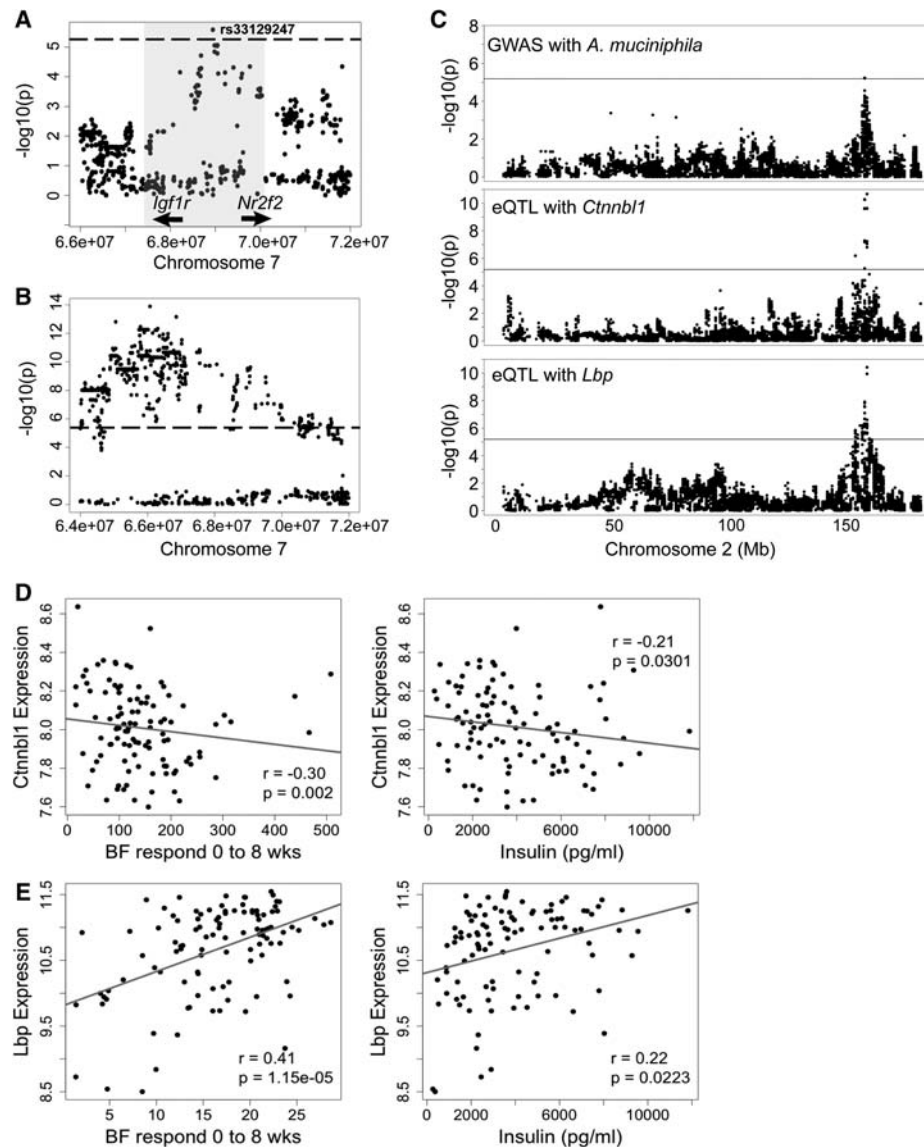 A
rs33129247
-log10(p)
5
4
3
2
1
0
Igf1r
Nr2f2
6.6e+07 6.8e+07 7.0e+07 7.2e+07
Chromosome 7
B
-log10(p)
14
12
10
8
6
4
2
0
6.4e+07 6.6e+07 6.8e+07 7.0e+07 7.2e+07
Chromosome 7
C
GWAS with A. muciniphila
-log10(p)
8
6
4
2
0
eQTL with Ctnnbl1
-log10(p)
10
8
6
4
2
0
eQTL with Lbp
-log10(p)
10
8
6
4
2
0
0 50 100 150
Chromosome 2 (Mb)
D
Ctnnbl1 Expression
8.6
8.4
8.2
8.0
7.8
7.6
r = -0.30
p = 0.002
0 100 200 300 400 500
BF respond 0 to 8 wks
Ctnnbl1 Expression
8.6
8.4
8.2
8.0
7.8
7.6
r = -0.21
p = 0.0301
0 2000 6000 10000
Insulin (pg/ml)
E
Lbp Expression
11.5
10.5
9.5
8.5
r = 0.41
p = 1.15e-05
5 10 15 20 25
BF respond 0 to 8 wks
Lbp Expression
11.5
10.5
9.5
8.5
r = 0.22
p = 0.0223
0 2000 6000 10000
Insulin (pg/ml)